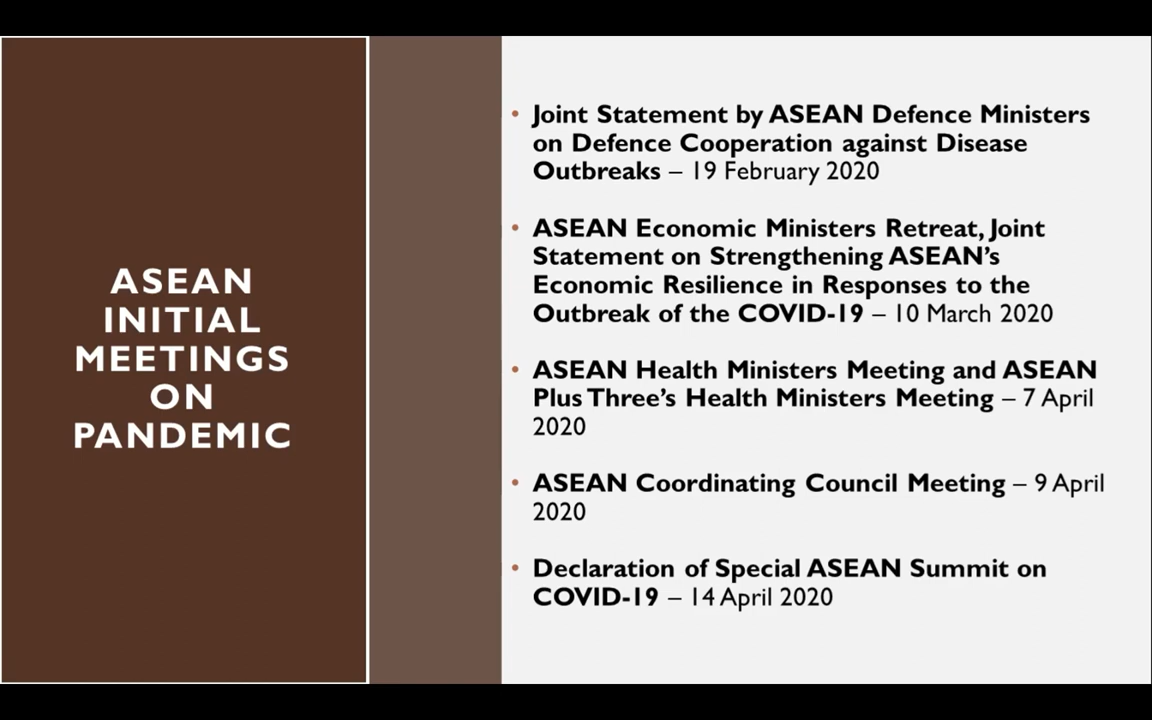 ASEAN
INITIAL
MEETINGS
ON
PANDEMIC
• Joint Statement by ASEAN Defence Ministers
on Defence Cooperation against Disease
Outbreaks – 19 February 2020
• ASEAN Economic Ministers Retreat, Joint
Statement on Strengthening ASEAN’s
Economic Resilience in Responses to the
Outbreak of the COVID-19 – 10 March 2020
• ASEAN Health Ministers Meeting and ASEAN
Plus Three’s Health Ministers Meeting – 7 April
2020
• ASEAN Coordinating Council Meeting – 9 April
2020
• Declaration of Special ASEAN Summit on
COVID-19 – 14 April 2020